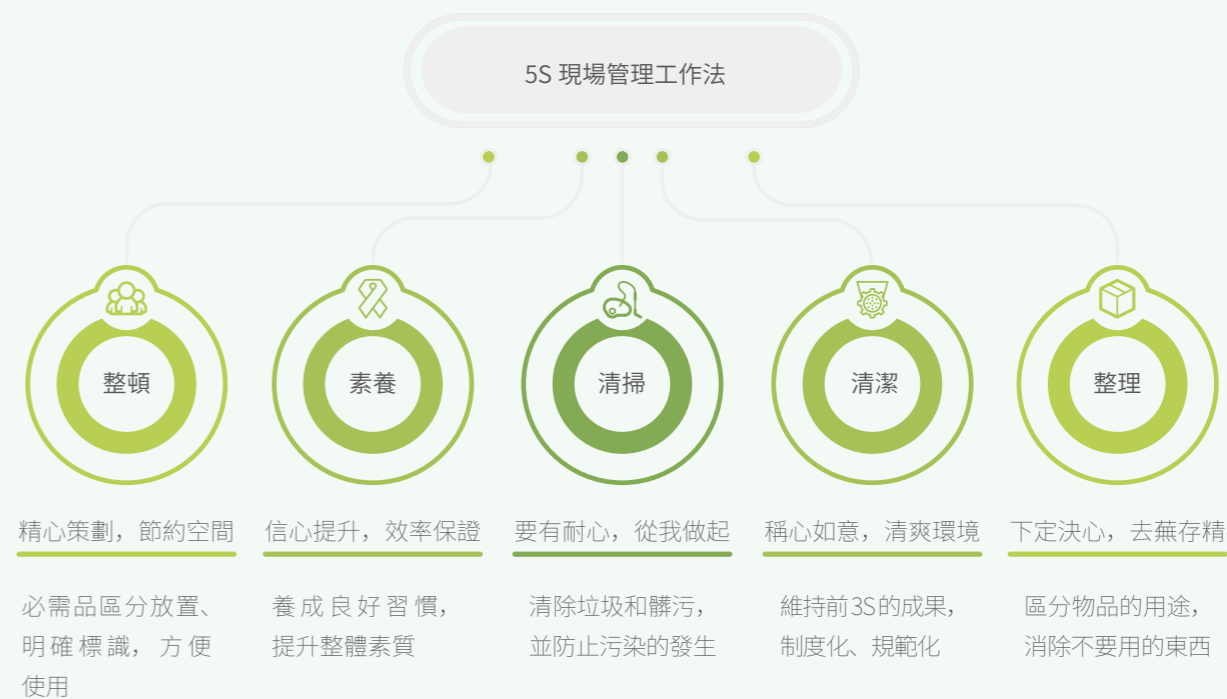 5S 現場管理工作法
整頓
素養
清掃
清潔
整理
精心策劃，節約空間
信心提升，效率保證
要有耐心，從我做起
稱心如意，清爽環境
下定決心，去蕪存精
必需品區分放置、
明確標識，方便
使用
養成良好習慣，
提升整體素質
清除垃圾和髒污，
並防止污染的發生
維持前3S的成果，
制度化、規範化
區分物品的用途，
消除不要用的東西